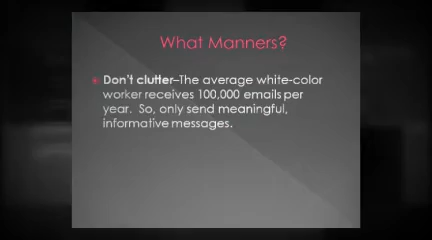 What Manners?
Don't clutter–The average white-color
worker receives 100,000 emails per
year. So, only send meaningful,
informative messages.